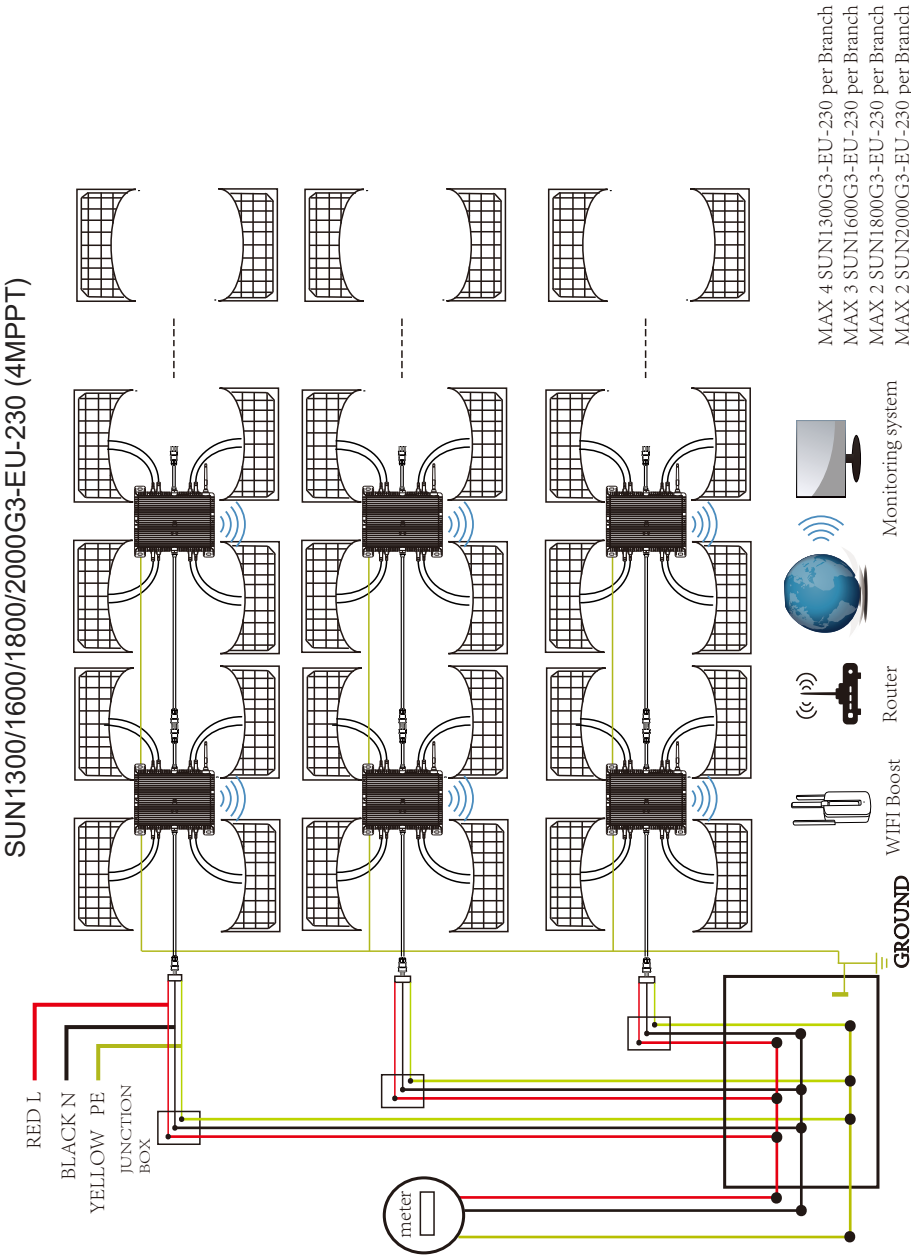 SUN1300/1600/1800/2000G3-EU-230 (4MPPT)
RED L
BLACK N
YELLOW PE
JUNCTION
BOX
meter
GROUND
WIFI Boost
Router
Monitoring system
MAX 4 SUN1300G3-EU-230 per Branch
MAX 3 SUN1600G3-EU-230 per Branch
MAX 2 SUN1800G3-EU-230 per Branch
MAX 2 SUN2000G3-EU-230 per Branch